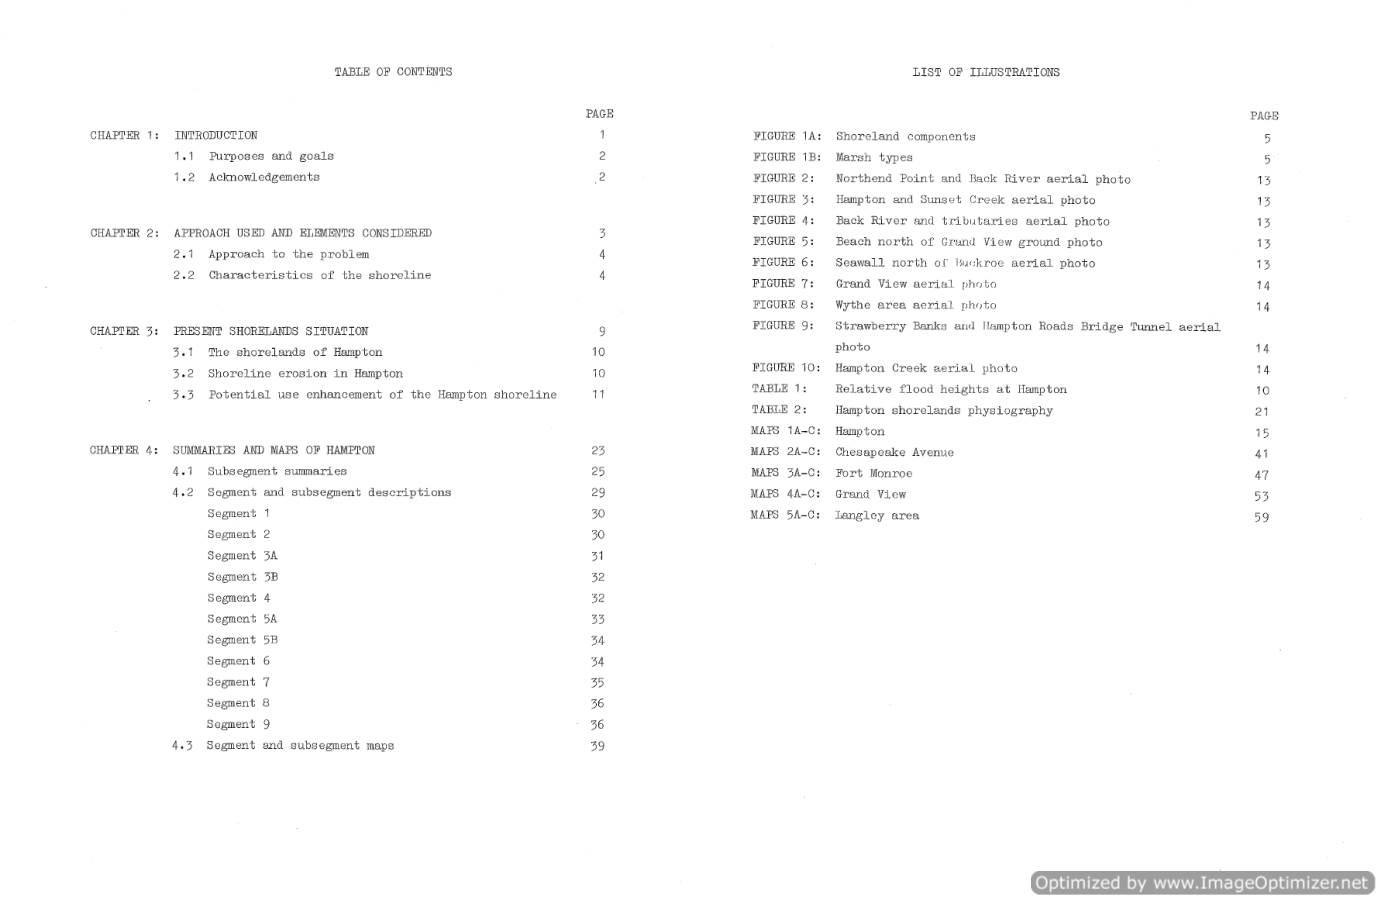 TABLE OF CONTENTS
PAGE
CHAPTER 1: INTRODUCTION 1
1.1 Purposes and goals 2
1.2 Acknowledgements 2
CHAPTER 2: APPROACH USED AND ELEMENTS CONSIDERED 3
2.1 Approach to the problem 4
2.2 Characteristics of the shoreline 4
CHAPTER 3: PRESENT SHORELANDS SITUATION 9
3.1 The shorelands of Hampton 10
3.2 Shoreline erosion in Hampton 10
3.3 Potential use enhancement of the Hampton shoreline 11
CHAPTER 4: SUMMARIES AND MAPS OF HAMPTON 23
4.1 Subsegment summaries 25
4.2 Segment and subsegment descriptions 29
Segment 1 30
Segment 2 30
Segment 3A 31
Segment 3B 32
Segment 4 32
Segment 5A 33
Segment 5B 34
Segment 6 34
Segment 7 35
Segment 8 36
Segment 9 36
4.3 Segment and subsegment maps 39
LIST OF ILLUSTRATIONS
PAGE
FIGURE 1A: Shoreland components 5
FIGURE 1B: Marsh types 5
FIGURE 2: Northend Point and Back River aerial photo 13
FIGURE 3: Hampton and Sunset Creek aerial photo 13
FIGURE 4: Back River and tributaries aerial photo 13
FIGURE 5: Beach north of Grand View ground photo 13
FIGURE 6: Seawall north of Buckroe aerial photo 13
FIGURE 7: Grand View aerial photo 14
FIGURE 8: Wythe area aerial photo 14
FIGURE 9: Strawberry Banks and Hampton Roads Bridge Tunnel aerial
photo 14
FIGURE 10: Hampton Creek aerial photo 14
TABLE 1: Relative flood heights at Hampton 10
TABLE 2: Hampton shorelands physiography 21
MAPS 1A-C: Hampton 15
MAPS 2A-C: Chesapeake Avenue 41
MAPS 3A-C: Fort Monroe 47
MAPS 4A-C: Grand View 53
MAPS 5A-C: Langley area 59
Optimized by www.ImageOptimizer.net